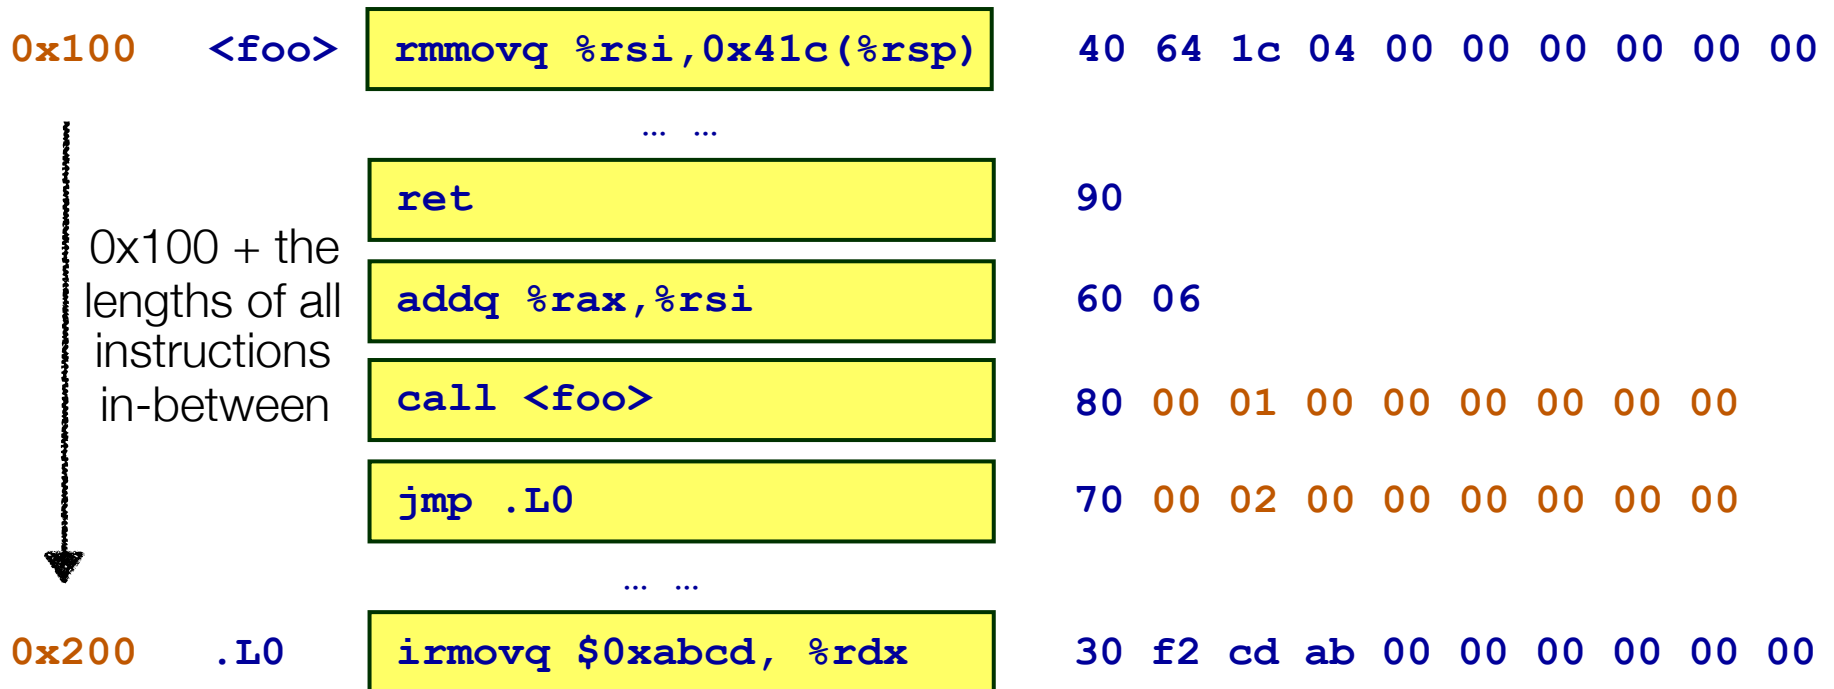 0x100 <foo> rmmovq %rsi,0x41c(%rsp) 40 64 1c 04 00 00 00 00 00 00
… …
ret 90
0x100 + the
lengths of all
instructions
in-between
addq %rax,%rsi 60 06
call <foo> 80 00 01 00 00 00 00 00 00
jmp .L0 70 00 02 00 00 00 00 00 00
… …
0x200 .L0 irmovq $0xabcd, %rdx 30 f2 cd ab 00 00 00 00 00 00